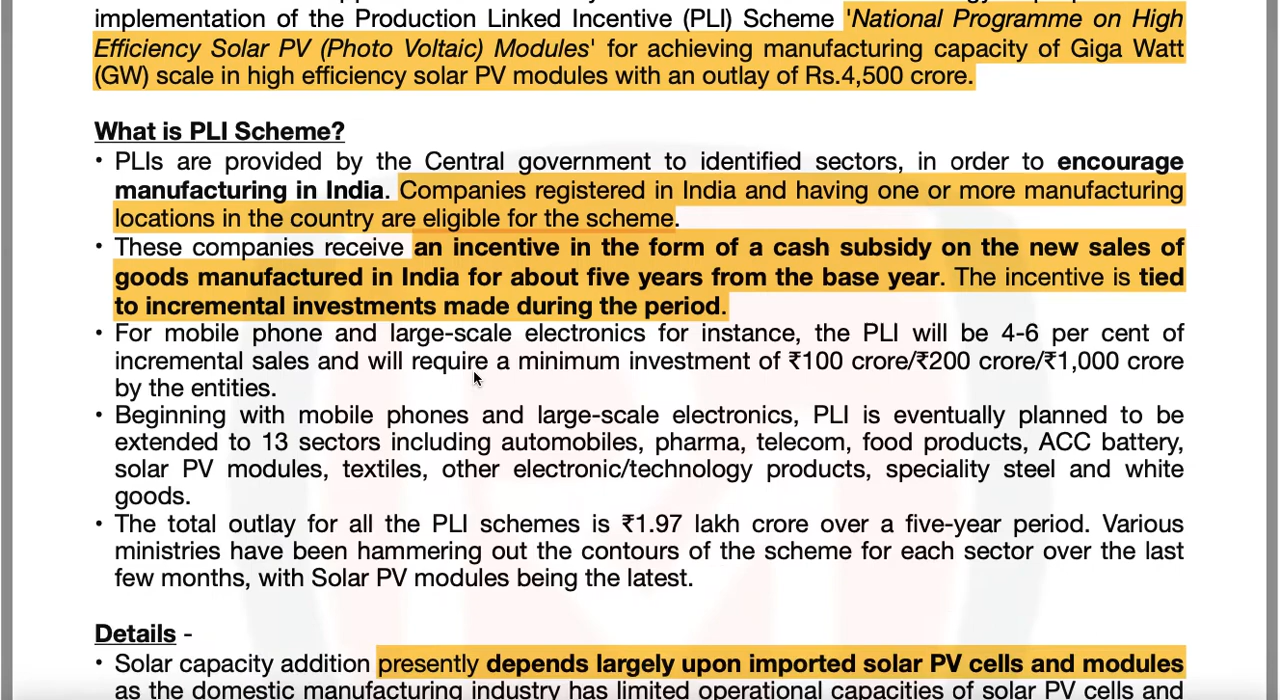 implementation of the Production Linked Incentive (PLI) Scheme 'National Programme on High
Efficiency Solar PV (Photo Voltaic) Modules' for achieving manufacturing capacity of Giga Watt
(GW) scale in high efficiency solar PV modules with an outlay of Rs.4,500 crore.
What is PLI Scheme?
• PLIs are provided by the Central government to identified sectors, in order to encourage
manufacturing in India. Companies registered in India and having one or more manufacturing
locations in the country are eligible for the scheme.
• These companies receive an incentive in the form of a cash subsidy on the new sales of
goods manufactured in India for about five years from the base year. The incentive is tied
to incremental investments made during the period.
• For mobile phone and large-scale electronics for instance, the PLI will be 4-6 per cent of
incremental sales and will require a minimum investment of ₹100 crore/₹200 crore/₹1,000 crore
by the entities.
• Beginning with mobile phones and large-scale electronics, PLI is eventually planned to be
extended to 13 sectors including automobiles, pharma, telecom, food products, ACC battery,
solar PV modules, textiles, other electronic/technology products, speciality steel and white
goods.
• The total outlay for all the PLI schemes is ₹1.97 lakh crore over a five-year period. Various
ministries have been hammering out the contours of the scheme for each sector over the last
few months, with Solar PV modules being the latest.
Details -
• Solar capacity addition presently depends largely upon imported solar PV cells and modules
as the domestic manufacturing industry has limited operational capacities of solar PV cells and